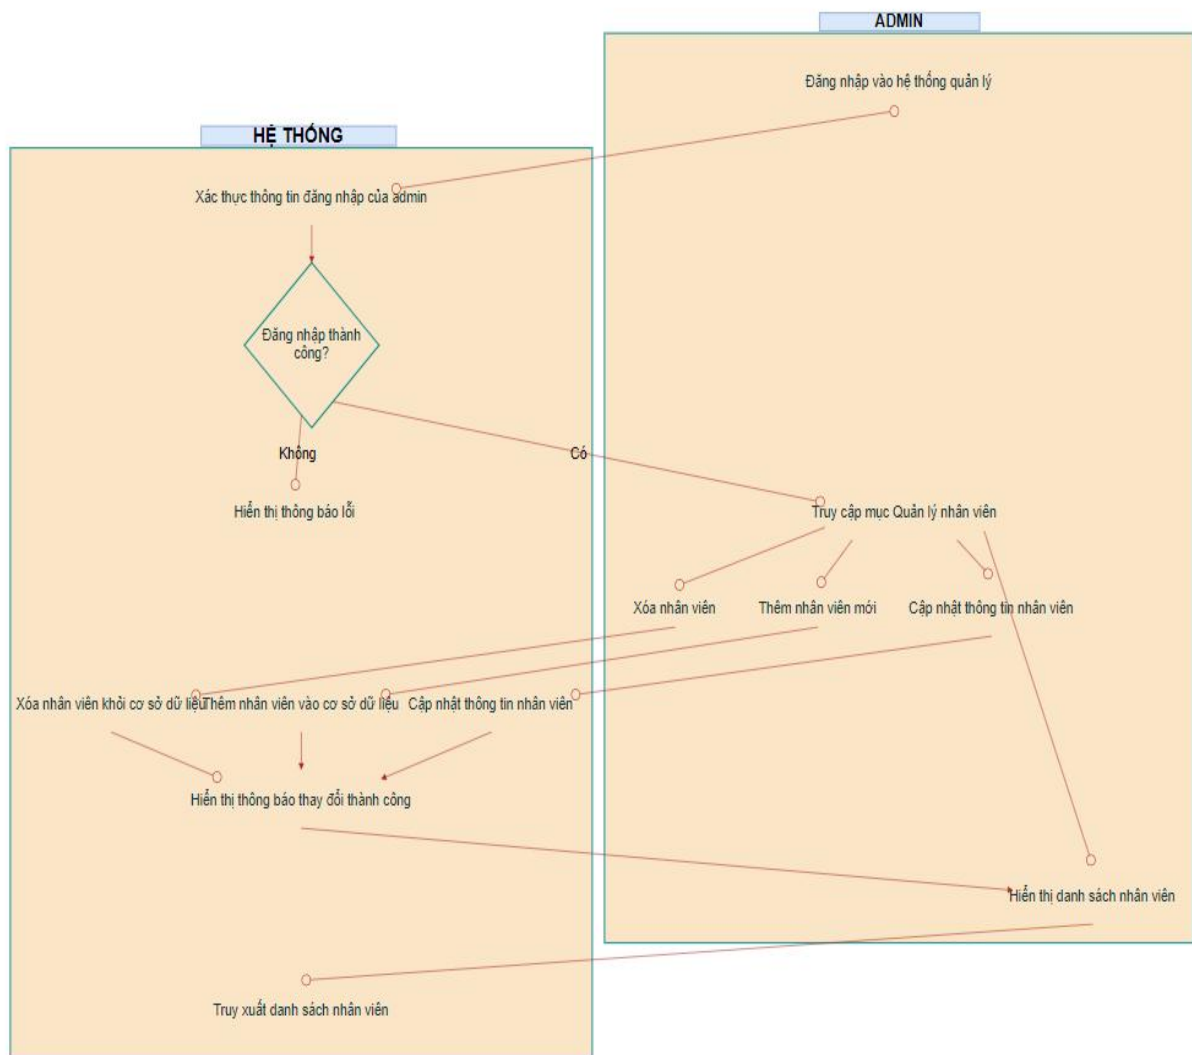 ADMIN
Đăng nhập vào hệ thống quản lý
HỆ THỐNG
Xác thực thông tin đăng nhập của admin
Đăng nhập thành
công?
Không
Có
Hiển thị thông báo lỗi
Truy cập mục Quản lý nhân viên
Xóa nhân viên
Thêm nhân viên mới
Cập nhật thông tin nhân viên
Xóa nhân viên khỏi cơ sở dữ liệu
Thêm nhân viên vào cơ sở dữ liệu
Cập nhật thông tin nhân viên
Hiển thị thông báo thay đổi thành công
Hiển thị danh sách nhân viên
Truy xuất danh sách nhân viên